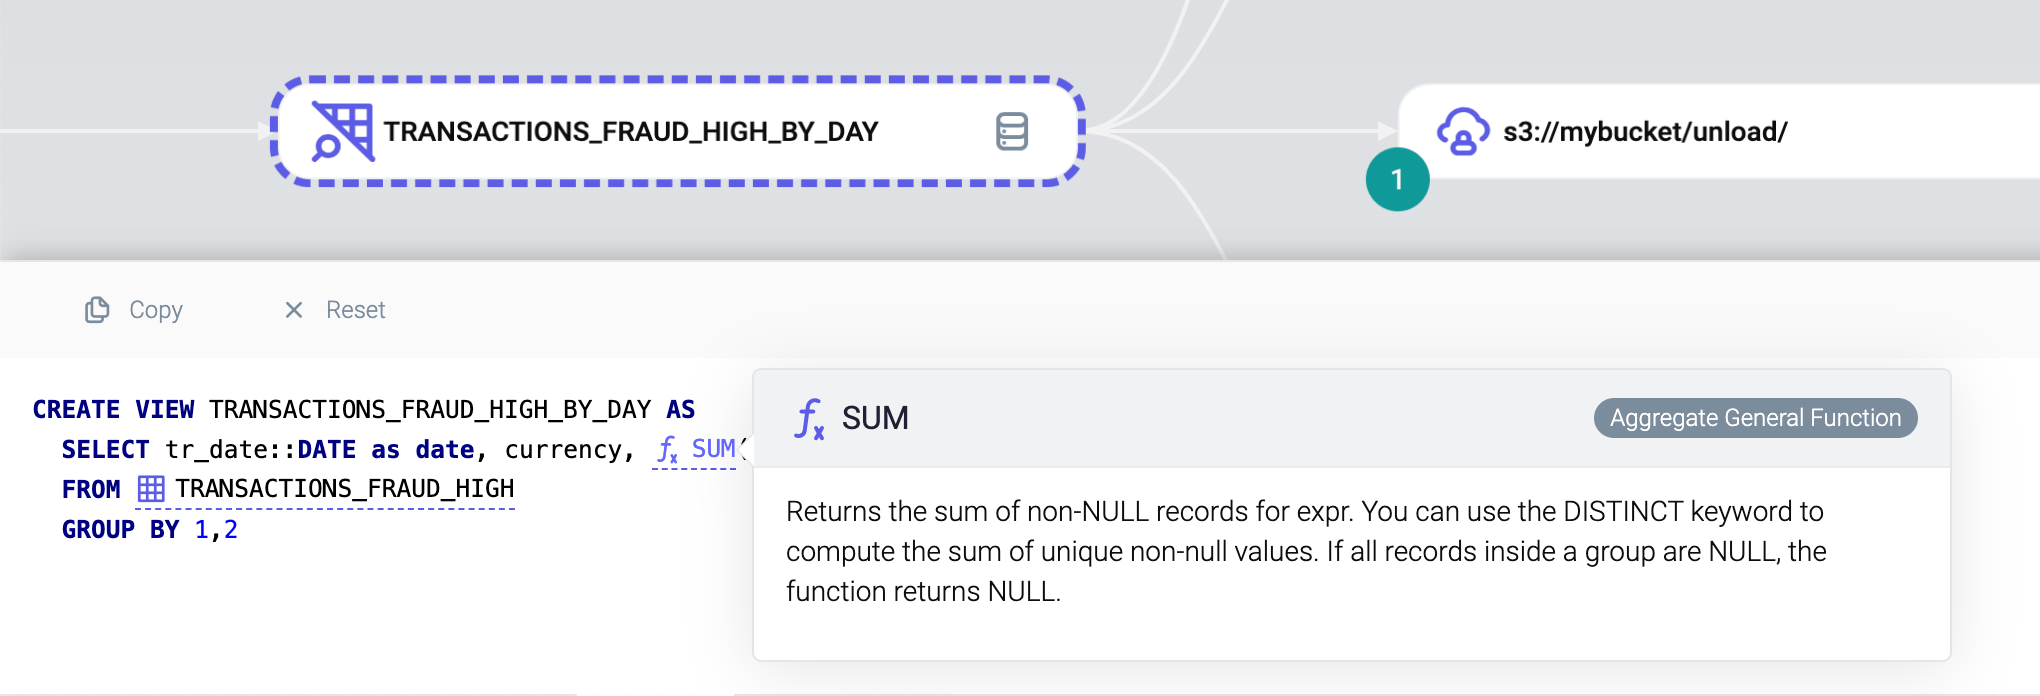 TRANSACTIONS_FRAUD_HIGH_BY_DAY
s3://mybucket/unload/
1
Copy
Reset
CREATE VIEW TRANSACTIONS_FRAUD_HIGH_BY_DAY AS
SELECT tr_date::DATE as date, currency, fx SUM(
FROM TRANSACTIONS_FRAUD_HIGH
GROUP BY 1,2
fx SUM
Aggregate General Function
Returns the sum of non-NULL records for expr. You can use the DISTINCT keyword to
compute the sum of unique non-null values. If all records inside a group are NULL, the
function returns NULL.